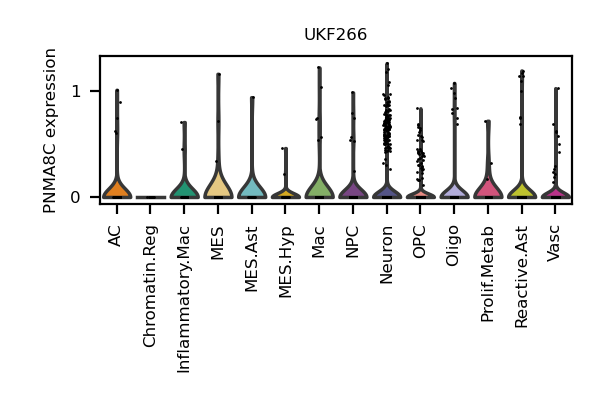 UKF266
PNMA8C expression
1
0
AC
Chromatin.Reg
Inflammatory.Mac
MES
MES.Ast
MES.Hyp
Mac
NPC
Neuron
OPC
Oligo
Prolif.Metab
Reactive.Ast
Vasc